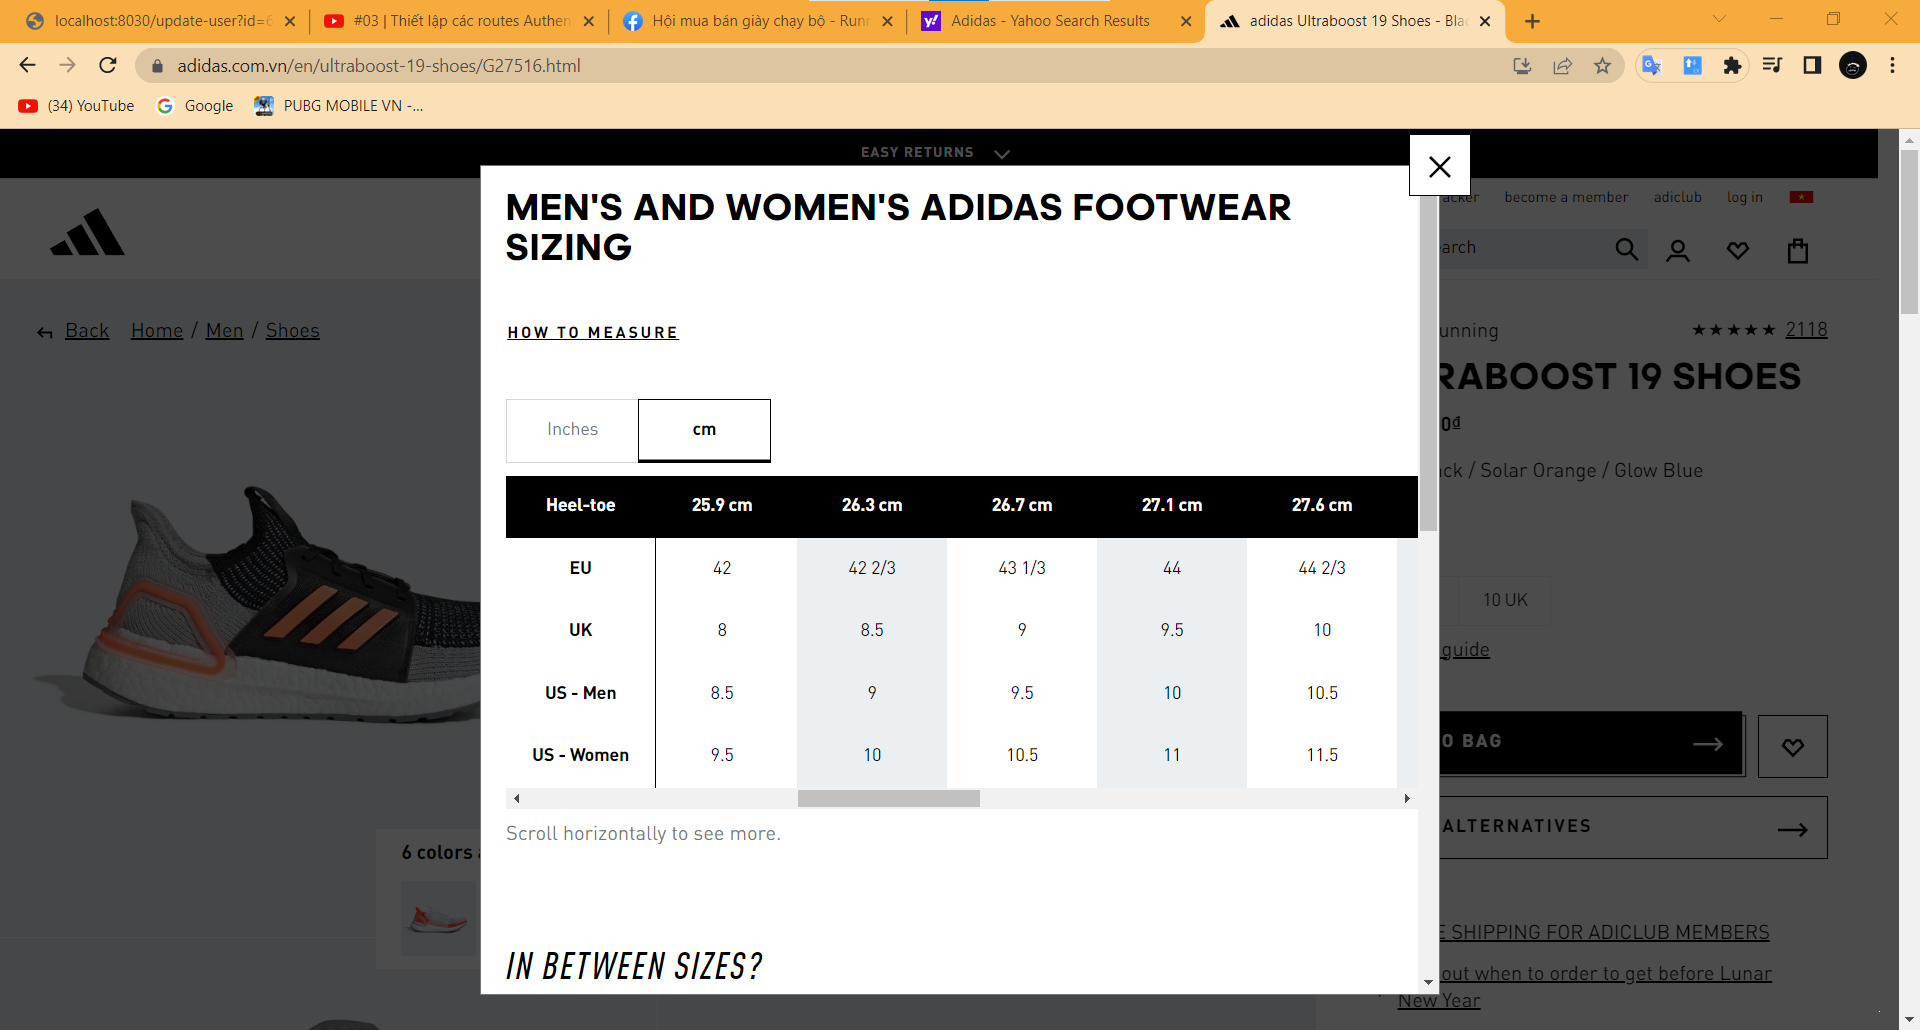 localhost:8030/update-user?id=6
#03 | Thiết lập các routes Authen
Hội mua bán giày chạy bộ - Runn
Adidas - Yahoo Search Results
adidas Ultraboost 19 Shoes - Blac
adidas.com.vn/en/ultraboost-19-shoes/G27516.html
(34) YouTube
Google
PUBG MOBILE VN -...
EASY RETURNS
acker
become a member
adiclub
log in
earch
Back
Home / Men / Shoes
MEN'S AND WOMEN'S ADIDAS FOOTWEAR
SIZING
HOW TO MEASURE
Inches
cm
Heel-toe 25.9 cm 26.3 cm 26.7 cm 27.1 cm 27.6 cm
EU 42 42 2/3 43 1/3 44 44 2/3
UK 8 8.5 9 9.5 10
US - Men 8.5 9 9.5 10 10.5
US - Women 9.5 10 10.5 11 11.5
Scroll horizontally to see more.
IN BETWEEN SIZES?
unning
2118
RABOOST 19 SHOES
0₫
ck / Solar Orange / Glow Blue
10 UK
guide
O BAG
ALTERNATIVES
6 colors
E SHIPPING FOR ADICLUB MEMBERS
out when to order to get before Lunar
New Year